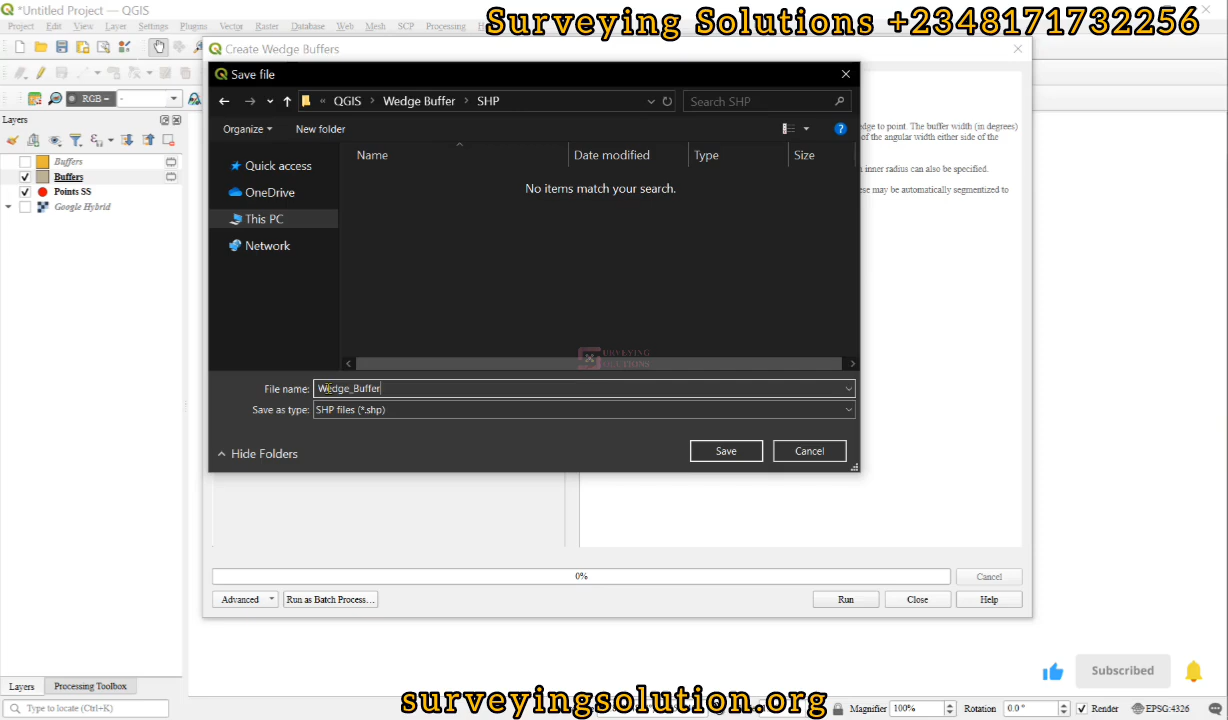 *Untitled Project — QGIS
Surveying Solutions +2348171732256
Project Edit View Layer Settings Plugins Vector Raster Database Web Mesh SCP Processing
Create Wedge Buffers
Save file
QGIS
Wedge Buffer
SHP
Search SHP
RGB
Organize
New folder
Layers
Name
Date modified
Type
Size
No items match your search.
Quick access
OneDrive
This PC
Network
Buffers
Buffers
Points SS
Google Hybrid
edge to point. The buffer width (in degrees)
of the angular width either side of the
inner radius can also be specified.
ese may be automatically segmentized to
SURVEYING
SOLUTIONS
File name: Wedge_Buffer
Save as type: SHP files (*.shp)
Hide Folders
Save
Cancel
0%
Cancel
Advanced
Run as Batch Process…
Run
Close
Help
Subscribed
Layers
Processing Toolbox
surveyingsolution.org
Type to locate (Ctrl+K)
Magnifier 100%
Rotation 0.0 °
Render
EPSG:4326